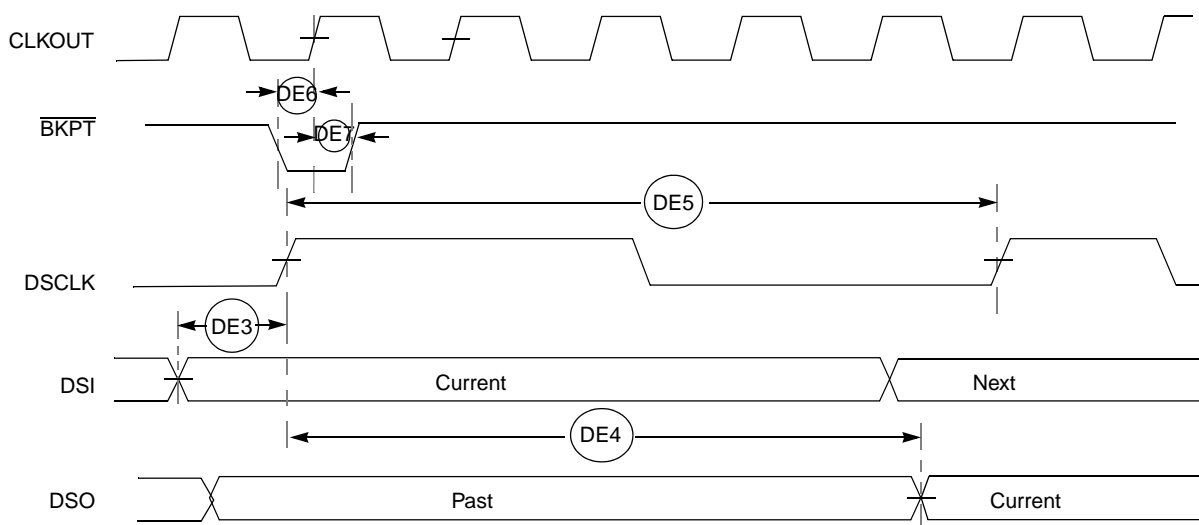 CLKOUT
DE6
BKPT
DE7
DE5
DSCLK
DE3
DSI
Current
Next
DE4
DSO
Past
Current